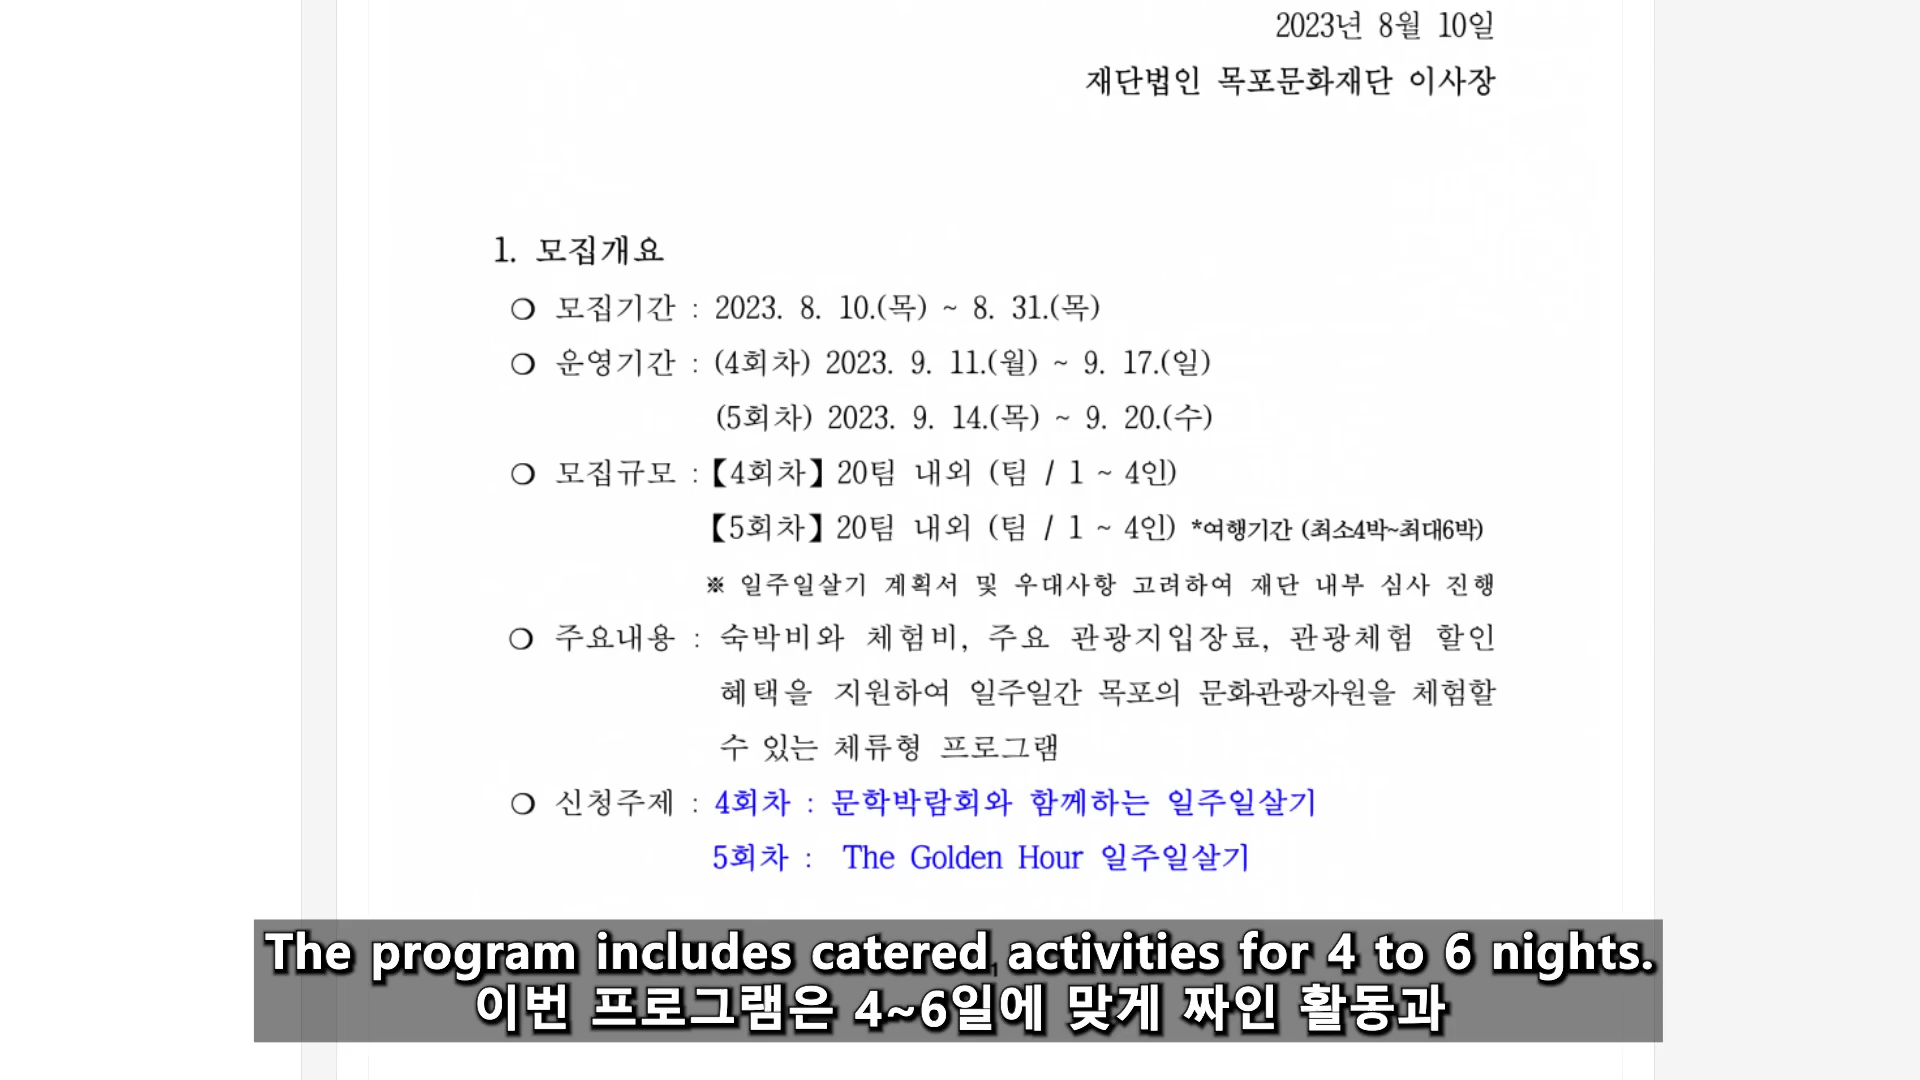 2023년 8월 10일
재단법인 목포문화재단 이사장
1. 모집개요
❍ 모집기간 : 2023. 8. 10.(목) ~ 8. 31.(목)
❍ 운영기간 : (4회차) 2023. 9. 11.(월) ~ 9. 17.(일)
(5회차) 2023. 9. 14.(목) ~ 9. 20.(수)
❍ 모집규모 :【4회차】20팀 내외 (팀 / 1 ~ 4인)
【5회차】20팀 내외 (팀 / 1 ~ 4인) *여행기간 (최소4박~최대6박)
※ 일주일살기 계획서 및 우대사항 고려하여 재단 내부 심사 진행
❍ 주요내용 : 숙박비와 체험비, 주요 관광지입장료, 관광체험 할인
혜택을 지원하여 일주일간 목포의 문화관광자원을 체험할
수 있는 체류형 프로그램
❍ 신청주제 : 4회차 : 문학박람회와 함께하는 일주일살기
5회차 : The Golden Hour 일주일살기
The program includes catered activities for 4 to 6 nights.
이번 프로그램은 4~6일에 맞게 짜인 활동과